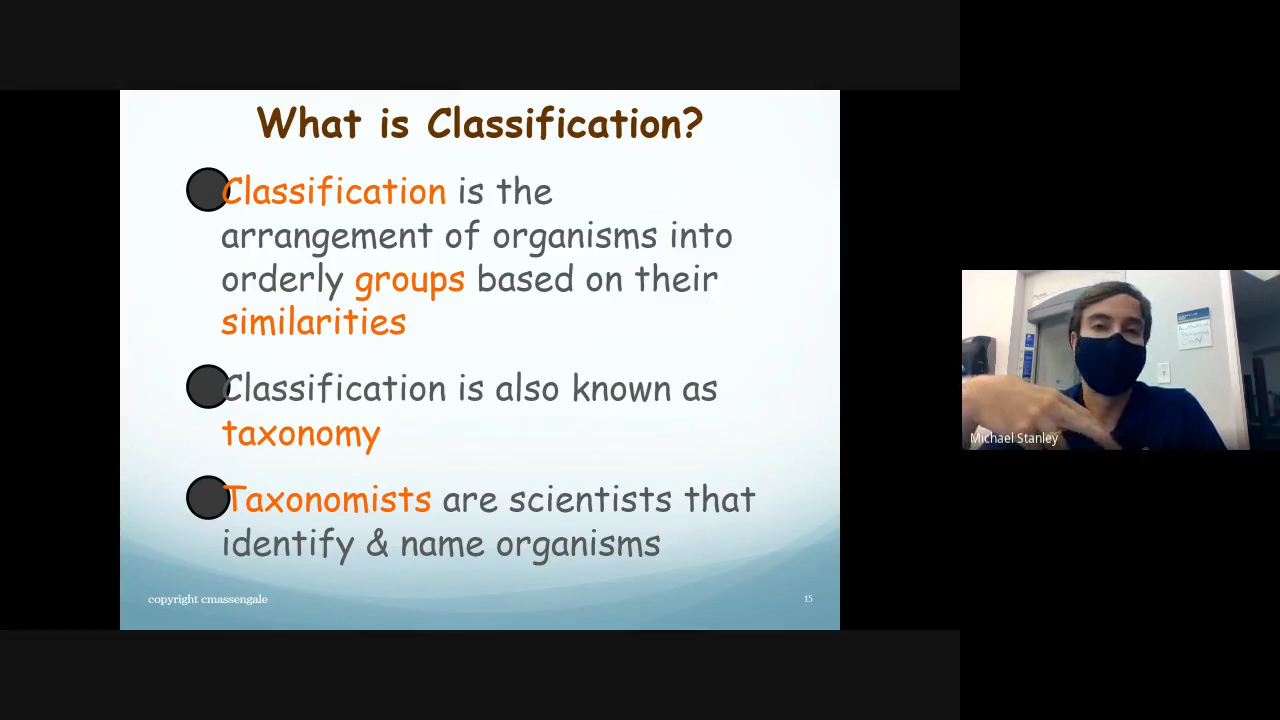 What is Classification?
Classification is the
arrangement of organisms into
orderly groups based on their
similarities
Classification is also known as
taxonomy
Taxonomists are scientists that
identify & name organisms
copyright cmassengale
15
Michael Stanley